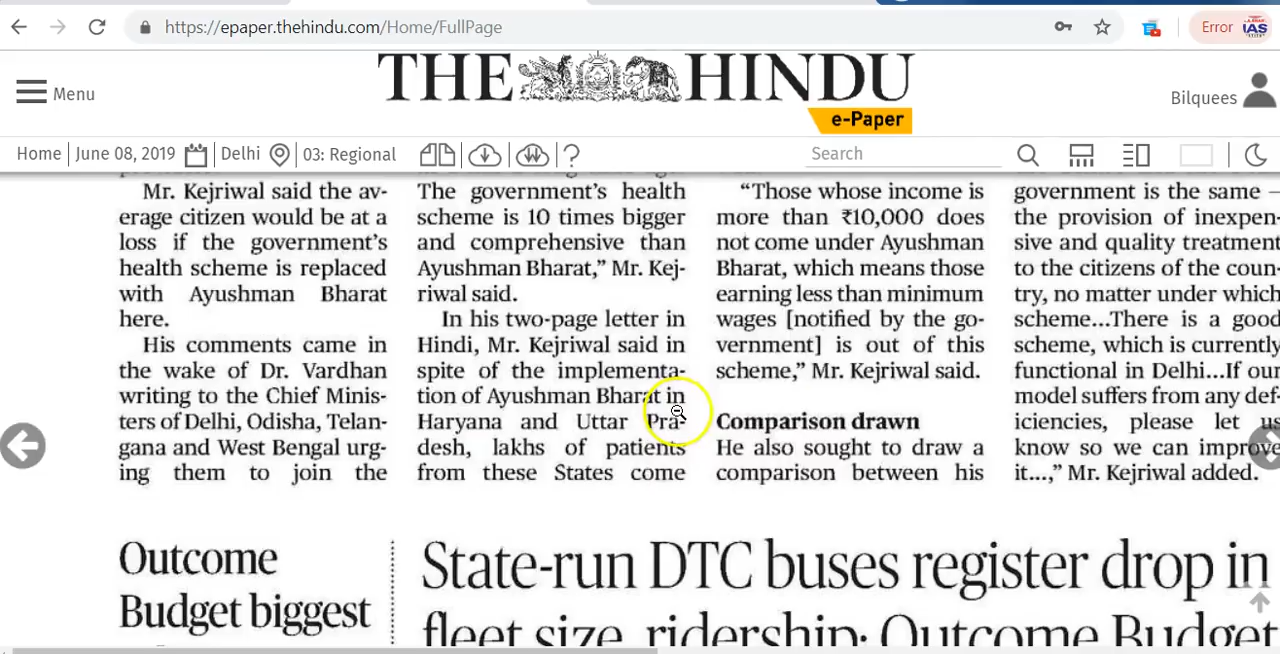 https://epaper.thehindu.com/Home/FullPage
Error
IAS
Menu
THE HINDU
e-Paper
Bilquees
Home
June 08, 2019
Delhi
03: Regional
?
Search
Mr. Kejriwal said the av-
erage citizen would be at a
loss if the government's
health scheme is replaced
with Ayushman Bharat
here.
His comments came in
the wake of Dr. Vardhan
writing to the Chief Minis-
ters of Delhi, Odisha, Telan-
gana and West Bengal urg-
ing them to join the
The government's health
scheme is 10 times bigger
and comprehensive than
Ayushman Bharat,” Mr. Kej-
riwal said.
In his two-page letter in
Hindi, Mr. Kejriwal said in
spite of the implementa-
tion of Ayushman Bharat in
Haryana and Uttar Pra-
desh, lakhs of patients
from these States come
“Those whose income is
more than ₹10,000 does
not come under Ayushman
Bharat, which means those
earning less than minimum
wages [notified by the go-
vernment] is out of this
scheme,” Mr. Kejriwal said.
Comparison drawn
He also sought to draw a
comparison between his
government is the same –
the provision of inexpen-
sive and quality treatment
to the citizens of the coun-
try, no matter under which
scheme...There is a good
scheme, which is currently
functional in Delhi...If our
model suffers from any def-
iciencies, please let us
know so we can improve
it...,” Mr. Kejriwal added.
Outcome
Budget biggest
State-run DTC buses register drop in
fleet size, ridership: Outcome Budget